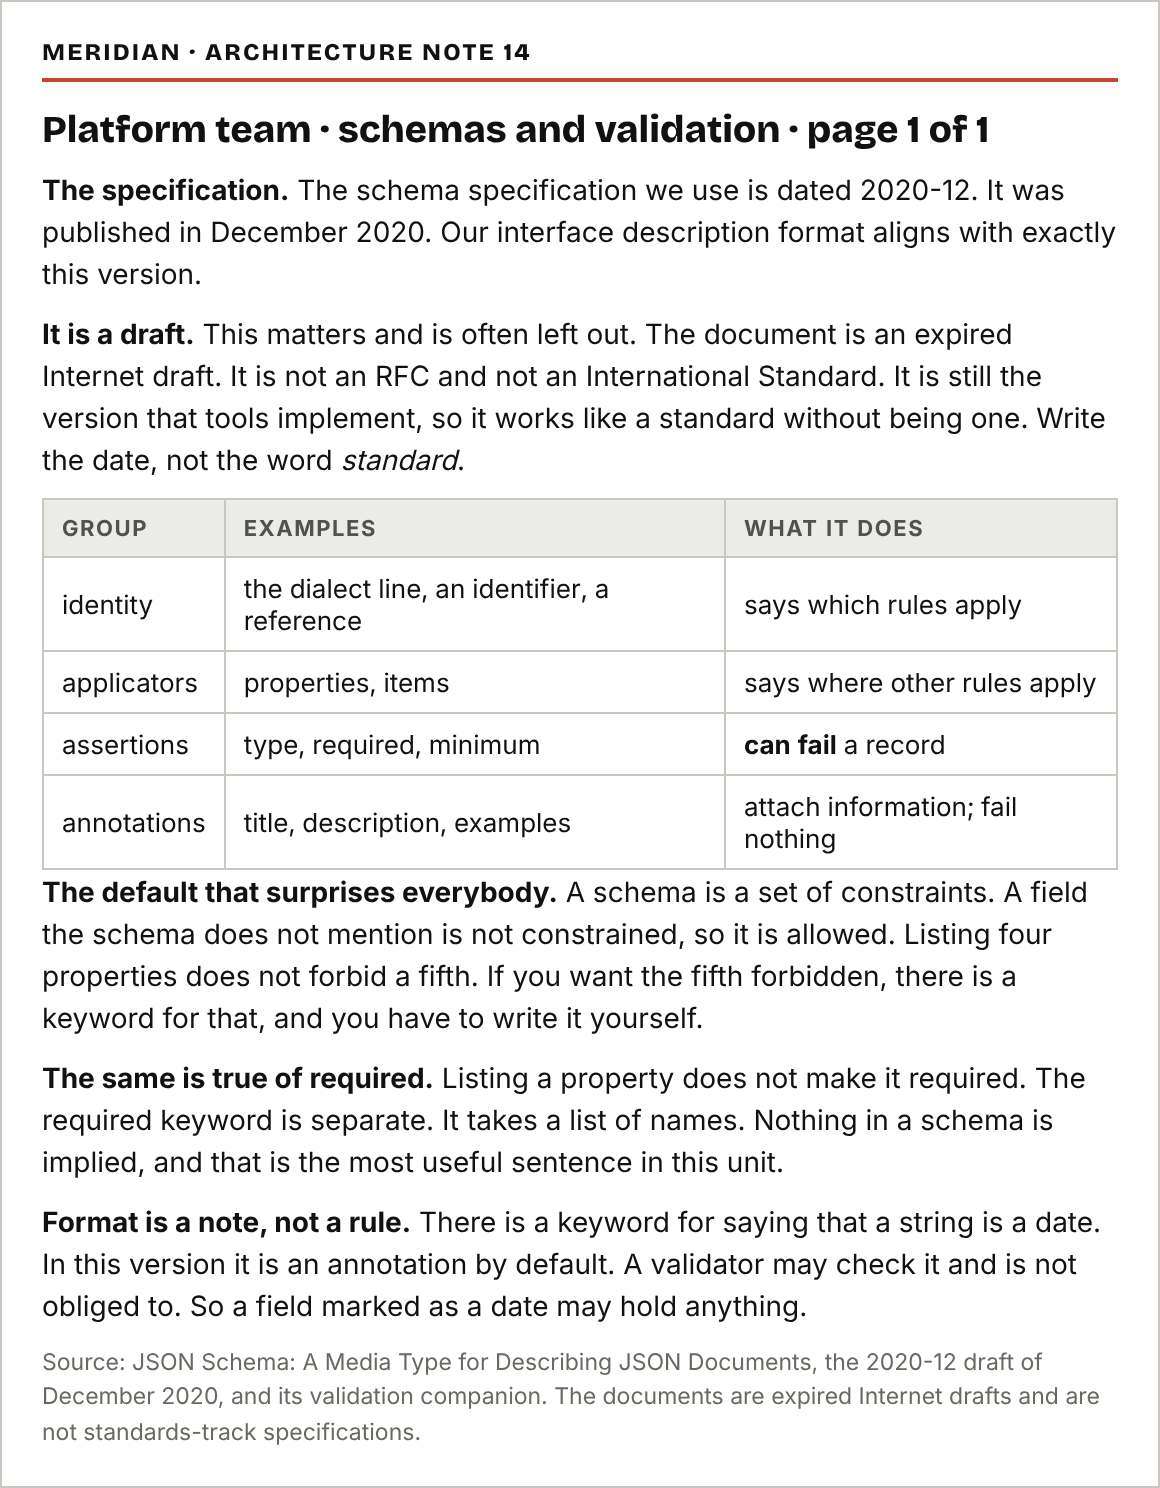 MERIDIAN · ARCHITECTURE NOTE 14
Platform team · schemas and validation · page 1 of 1
The specification. The schema specification we use is dated 2020-12. It was
published in December 2020. Our interface description format aligns with exactly
this version.
It is a draft. This matters and is often left out. The document is an expired
Internet draft. It is not an RFC and not an International Standard. It is still the
version that tools implement, so it works like a standard without being one. Write
the date, not the word standard.
GROUP EXAMPLES WHAT IT DOES
identity the dialect line, an identifier, a
reference says which rules apply
applicators properties, items says where other rules apply
assertions type, required, minimum can fail a record
annotations title, description, examples attach information; fail
nothing
The default that surprises everybody. A schema is a set of constraints. A field
the schema does not mention is not constrained, so it is allowed. Listing four
properties does not forbid a fifth. If you want the fifth forbidden, there is a
keyword for that, and you have to write it yourself.
The same is true of required. Listing a property does not make it required. The
required keyword is separate. It takes a list of names. Nothing in a schema is
implied, and that is the most useful sentence in this unit.
Format is a note, not a rule. There is a keyword for saying that a string is a date.
In this version it is an annotation by default. A validator may check it and is not
obliged to. So a field marked as a date may hold anything.
Source: JSON Schema: A Media Type for Describing JSON Documents, the 2020-12 draft of
December 2020, and its validation companion. The documents are expired Internet drafts and are
not standards-track specifications.